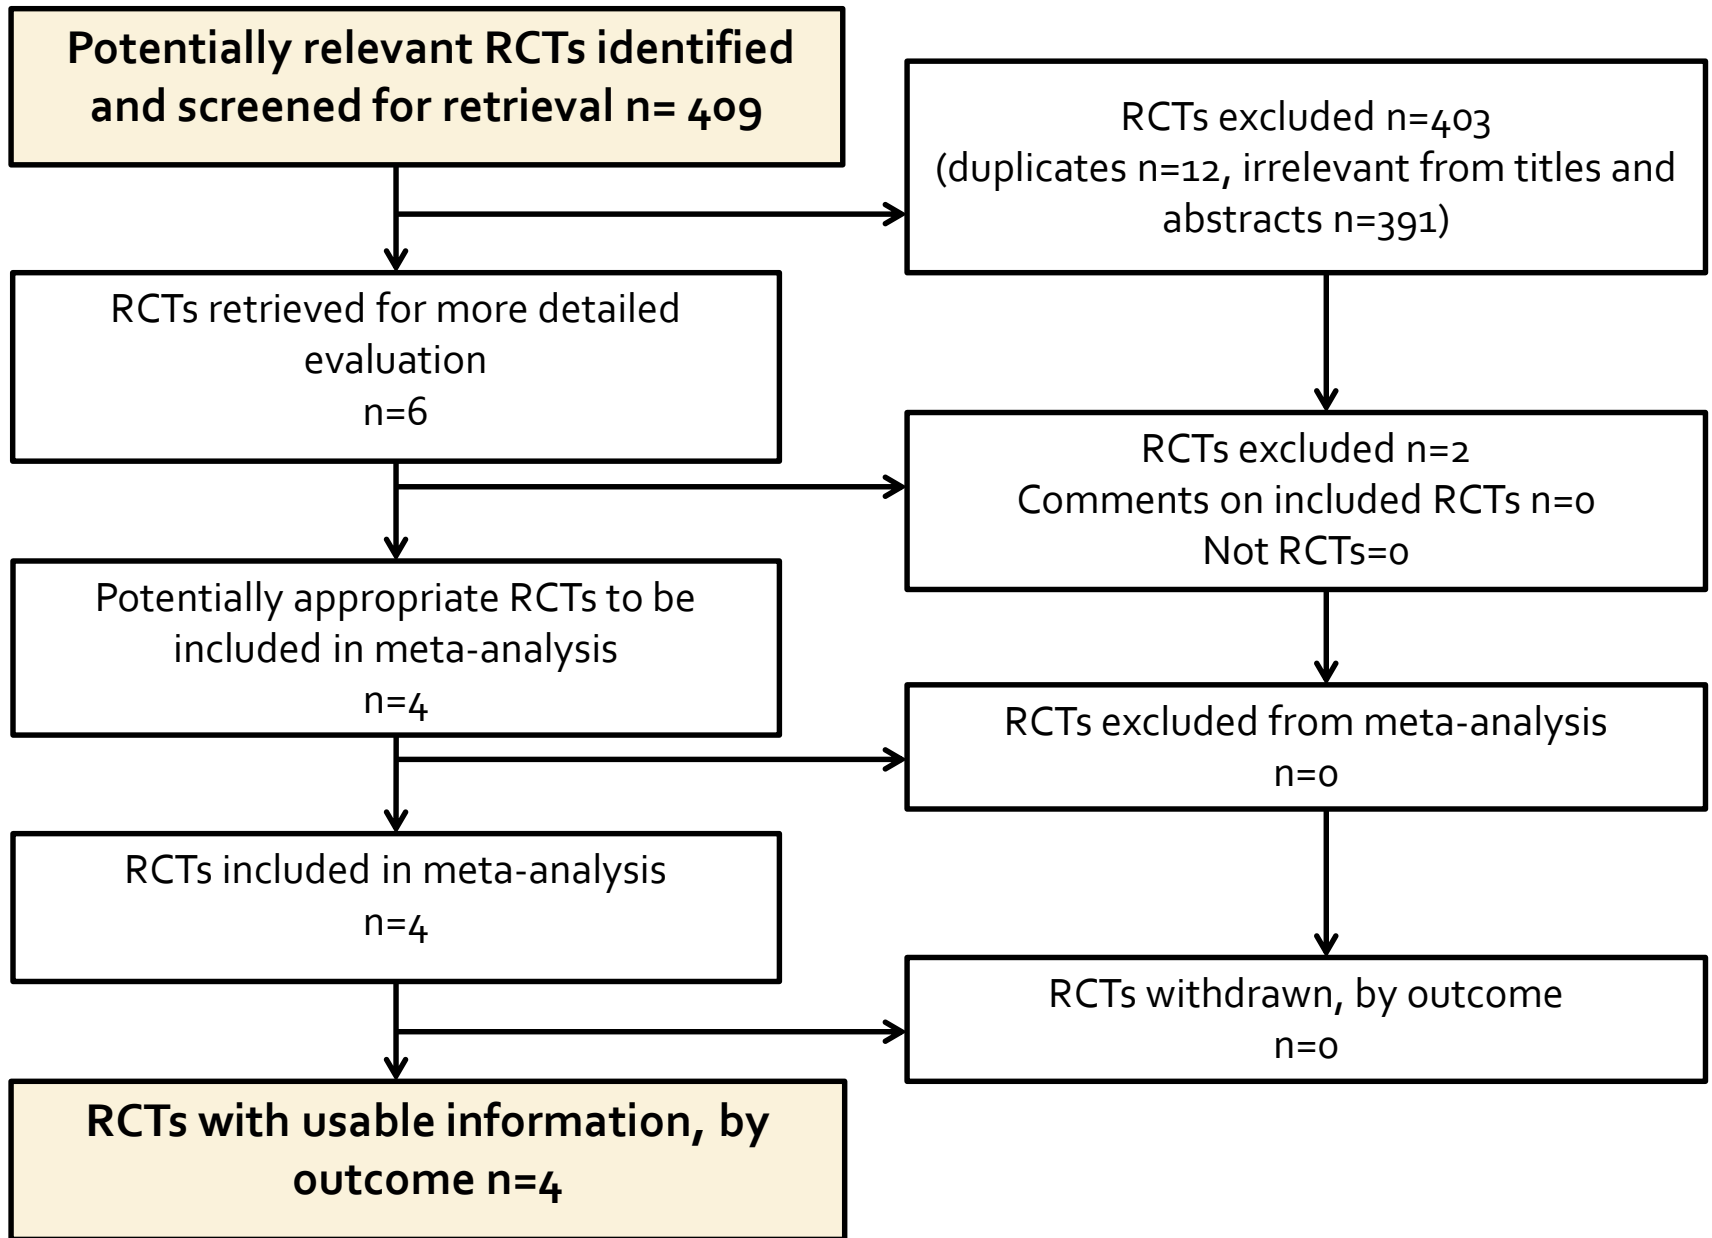 Potentially relevant RCTs identified
and screened for retrieval n= 409
RCTs excluded n=403
(duplicates n=12, irrelevant from titles and
abstracts n=391)
RCTs retrieved for more detailed
evaluation
n=6
RCTs excluded n=2
Comments on included RCTs n=0
Not RCTs=0
Potentially appropriate RCTs to be
included in meta-analysis
n=4
RCTs excluded from meta-analysis
n=0
RCTs included in meta-analysis
n=4
RCTs withdrawn, by outcome
n=0
RCTs with usable information, by
outcome n=4